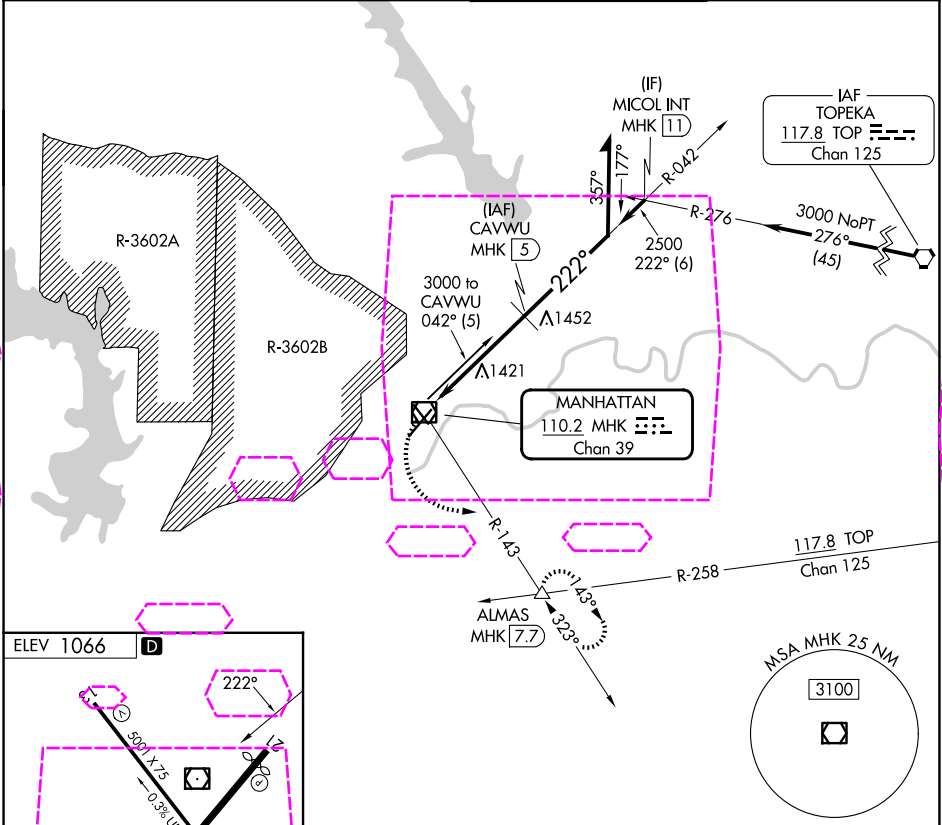 (IF)
MICOL INT
MHK 11
IAF
TOPEKA
117.8 TOP
Chan 125
R-042
357°
177°
R-276
3000 NoPT
276°
(45)
(IAF)
CAVWU
MHK 5
2500
222° (6)
222°
R-3602A
3000 to
CAVWU
042° (5)
1452
R-3602B
1421
MANHATTAN
110.2 MHK
Chan 39
R-143
117.8 TOP
Chan 125
R-258
143°
323°
ALMAS
MHK 7.7
MSA MHK 25 NM
3100
ELEV 1066 D
222°
13
V
5001 X 75
21
P
0.3% U